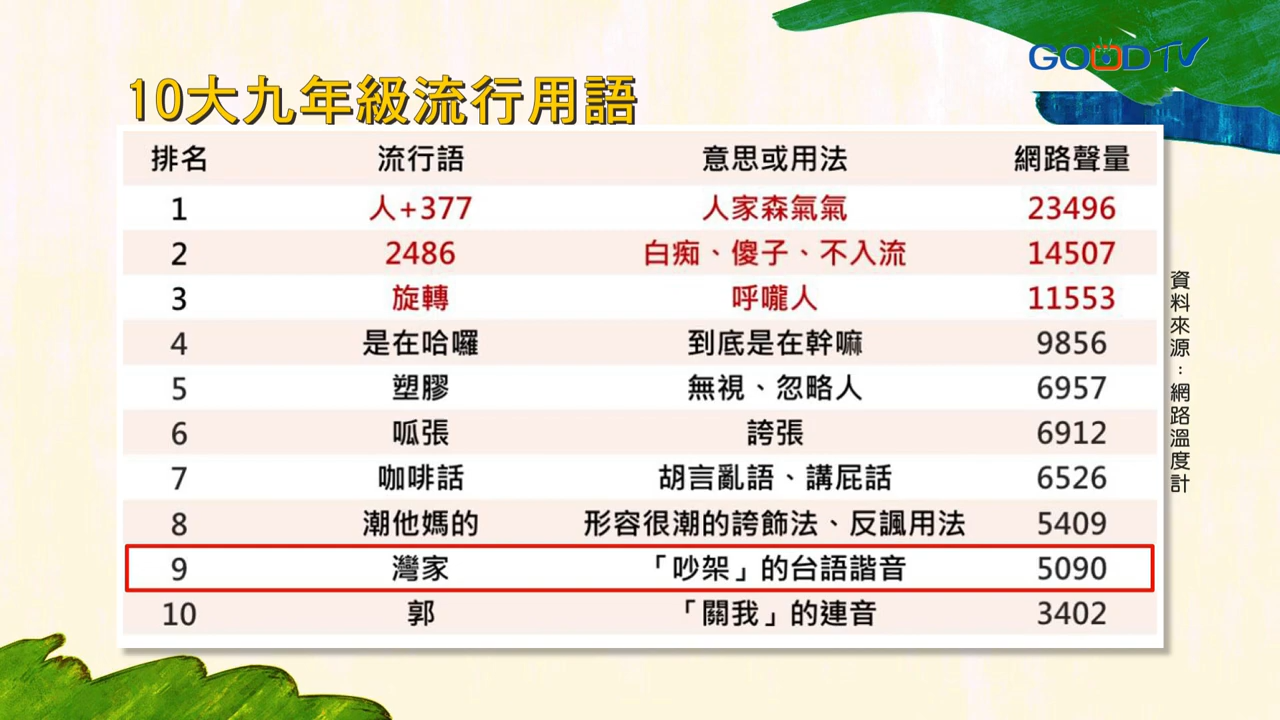 GOODTV
10大九年級流行用語
排名 流行語 意思或用法 網路聲量
1 人+377 人家森氣氣 23496
2 2486 白痴、傻子、不入流 14507
3 旋轉 呼嚨人 11553
4 是在哈囉 到底是在幹嘛 9856
5 塑膠 無視、忽略人 6957
6 呱張 誇張 6912
7 咖啡話 胡言亂語、講屁話 6526
8 潮他媽的 形容很潮的誇飾法、反諷用法 5409
9 灣家 「吵架」的台語諧音 5090
10 郭 「關我」的連音 3402
資料來源：網路溫度計